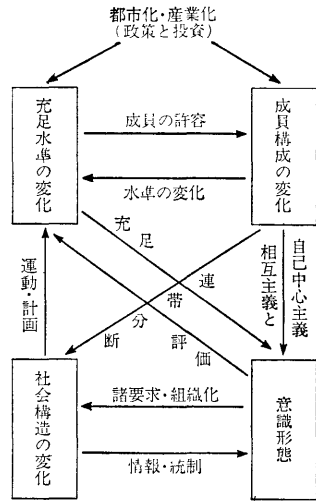 都市化・産業化
(政策と投資)
充足水準の変化
成員の許容
水準の変化
成員構成の変化
充足
連帯
分断
評価
運動・計画
相互主義と
自己中心主義
社会構造の変化
諸要求・組織化
情報・統制
意識形態